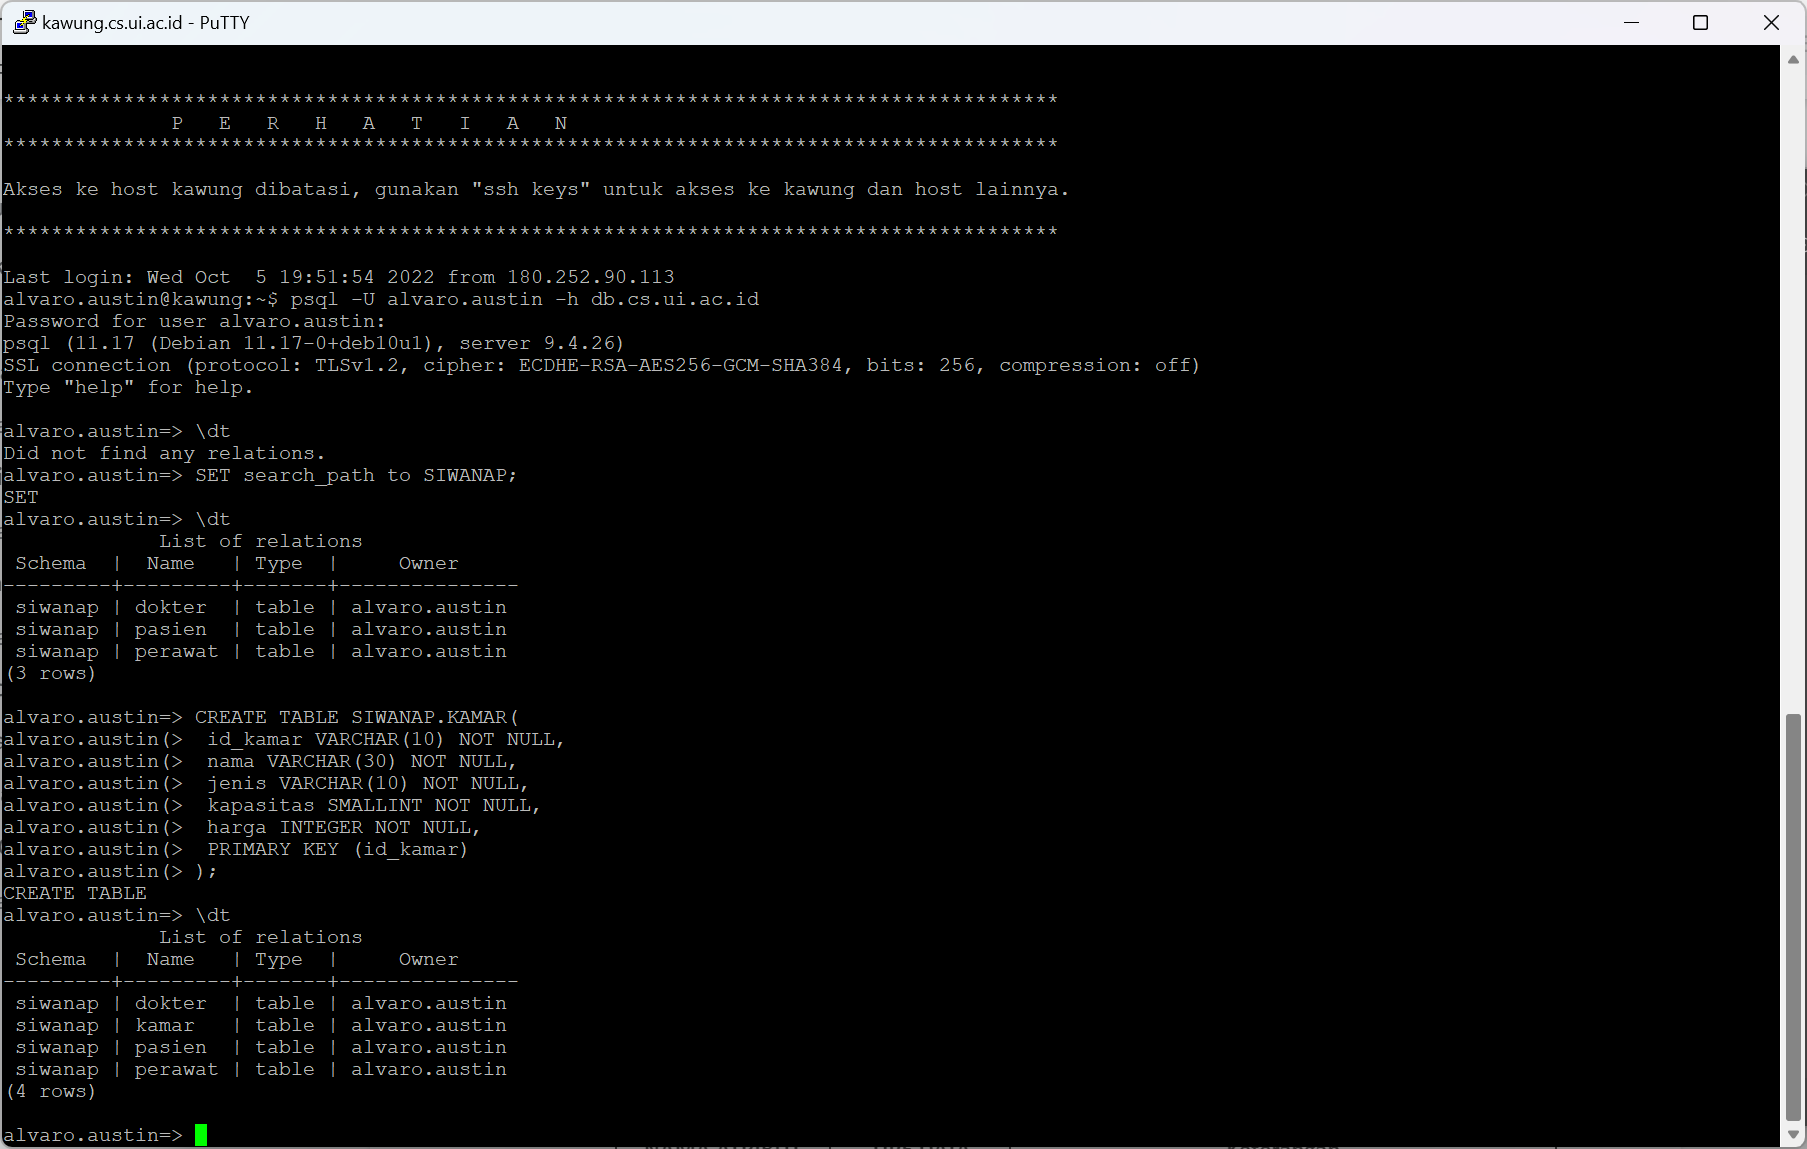 kawung.cs.ui.ac.id - PuTTY
****************************************************************************************
P E R H A T I A N
****************************************************************************************
Akses ke host kawung dibatasi, gunakan "ssh keys" untuk akses ke kawung dan host lainnya.
****************************************************************************************
Last login: Wed Oct  5 19:51:54 2022 from 180.252.90.113
alvaro.austin@kawung:~$ psql -U alvaro.austin -h db.cs.ui.ac.id
Password for user alvaro.austin:
psql (11.17 (Debian 11.17-0+deb10u1), server 9.4.26)
SSL connection (protocol: TLSv1.2, cipher: ECDHE-RSA-AES256-GCM-SHA384, bits: 256, compression: off)
Type "help" for help.
alvaro.austin=> \dt
Did not find any relations.
alvaro.austin=> SET search_path to SIWANAP;
SET
alvaro.austin=> \dt
             List of relations
 Schema  |  Name   | Type  |     Owner
---------+---------+-------+---------------
 siwanap | dokter  | table | alvaro.austin
 siwanap | pasien  | table | alvaro.austin
 siwanap | perawat | table | alvaro.austin
(3 rows)
alvaro.austin=> CREATE TABLE SIWANAP.KAMAR(
alvaro.austin(>  id_kamar VARCHAR(10) NOT NULL,
alvaro.austin(>  nama VARCHAR(30) NOT NULL,
alvaro.austin(>  jenis VARCHAR(10) NOT NULL,
alvaro.austin(>  kapasitas SMALLINT NOT NULL,
alvaro.austin(>  harga INTEGER NOT NULL,
alvaro.austin(>  PRIMARY KEY (id_kamar)
alvaro.austin(> );
CREATE TABLE
alvaro.austin=> \dt
             List of relations
 Schema  |  Name   | Type  |     Owner
---------+---------+-------+---------------
 siwanap | dokter  | table | alvaro.austin
 siwanap | kamar   | table | alvaro.austin
 siwanap | pasien  | table | alvaro.austin
 siwanap | perawat | table | alvaro.austin
(4 rows)
alvaro.austin=>